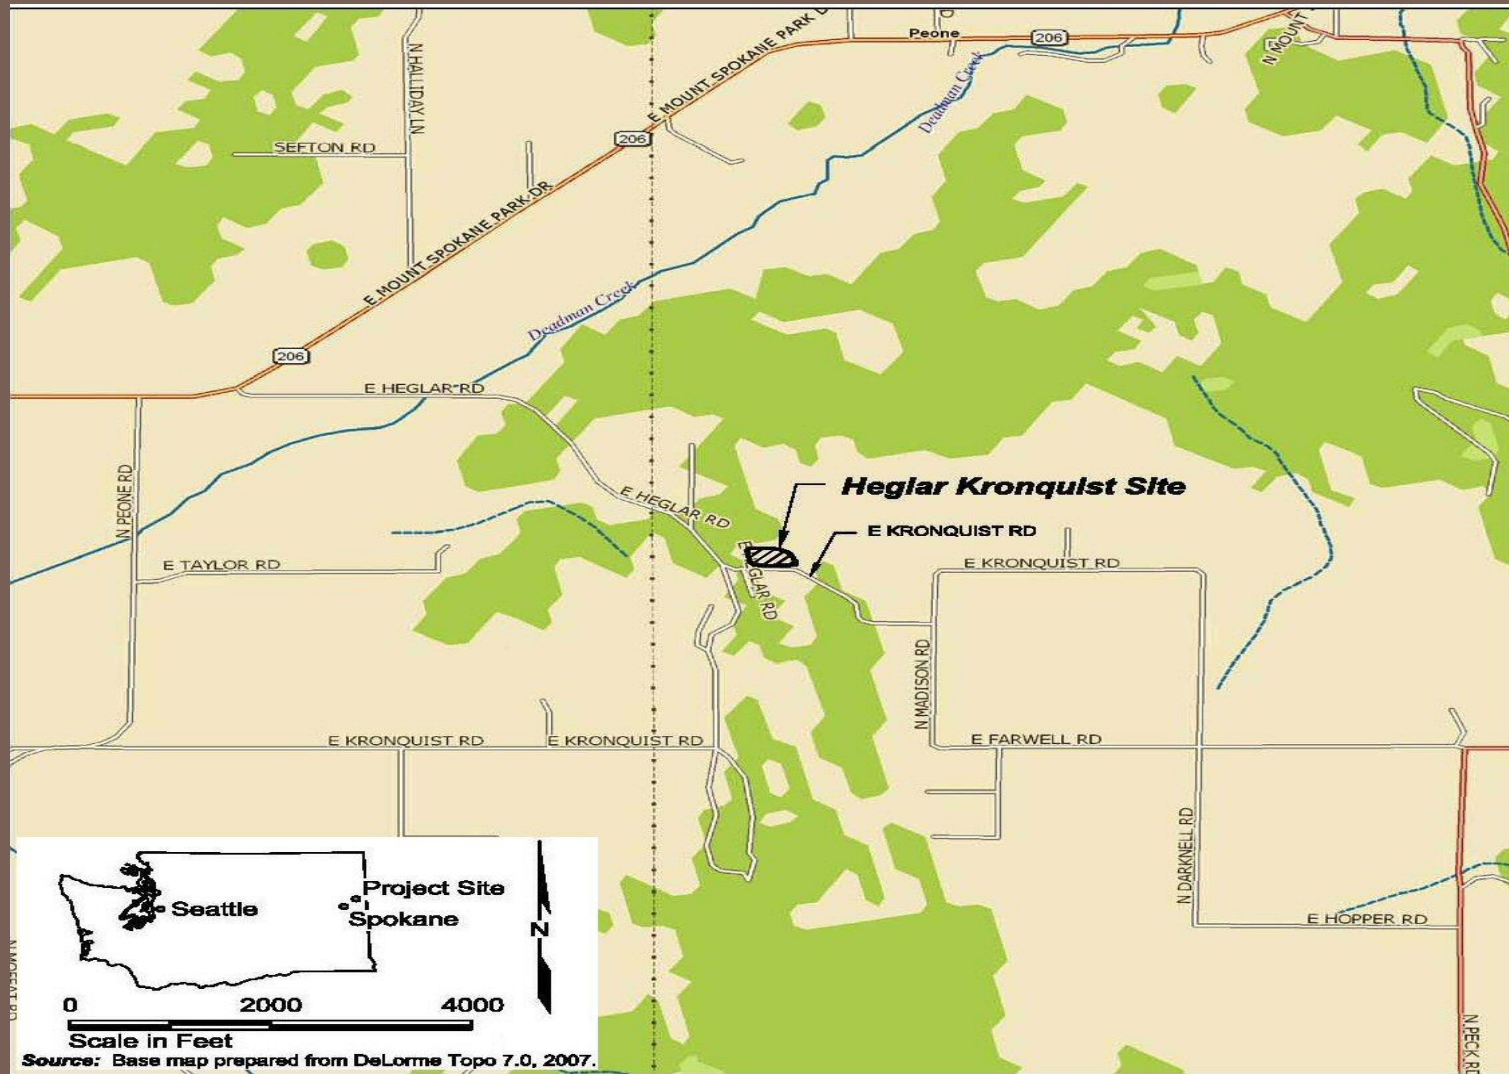 E MOUNT SPOKANE PARK D
Peone
206
N MOUNT
N HALLIDAY LN
Deadman Creek
SEFTON RD
206
E MOUNT SPOKANE PARK DR
Deadman Creek
206
E HEGLAR RD
N PEONE RD
Heglar Kronquist Site
E HEGLAR RD
E KRONQUIST RD
E HEGLAR RD
E TAYLOR RD
E KRONQUIST RD
N MADISON RD
E KRONQUIST RD
E KRONQUIST RD
E FARWELL RD
N DARKNELL RD
E HOPPER RD
N PECK RD
Project Site
Seattle
Spokane
N
0 2000 4000
Scale in Feet
Source: Base map prepared from DeLorme Topo 7.0, 2007.